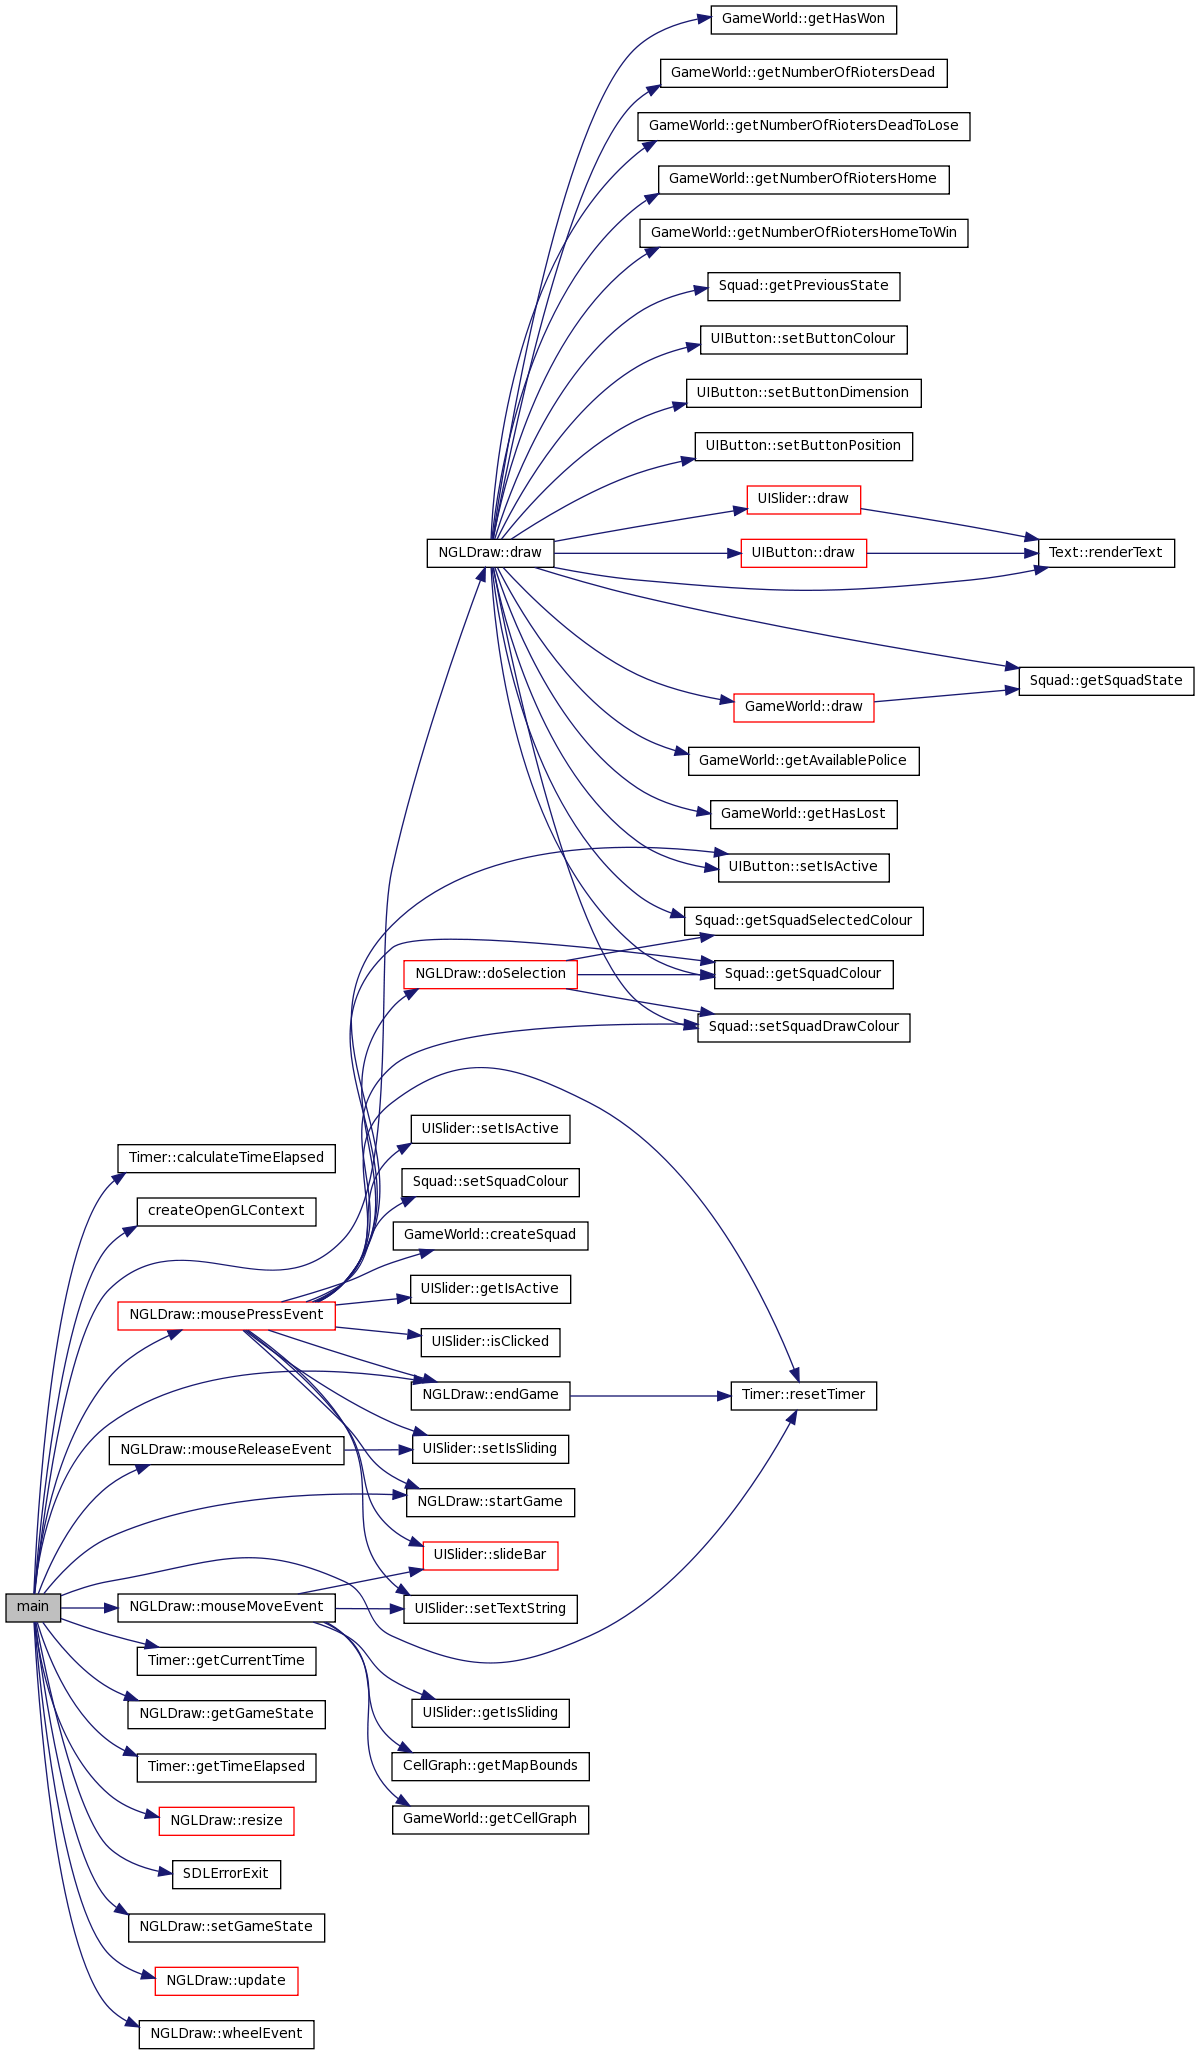 GameWorld::getHasWon
GameWorld::getNumberOfRiotersDead
GameWorld::getNumberOfRiotersDeadToLose
GameWorld::getNumberOfRiotersHome
GameWorld::getNumberOfRiotersHomeToWin
Squad::getPreviousState
UIButton::setButtonColour
UIButton::setButtonDimension
UIButton::setButtonPosition
UISlider::draw
NGLDraw::draw
UIButton::draw
Text::renderText
Squad::getSquadState
GameWorld::draw
GameWorld::getAvailablePolice
GameWorld::getHasLost
UIButton::setIsActive
Squad::getSquadSelectedColour
NGLDraw::doSelection
Squad::getSquadColour
Squad::setSquadDrawColour
UISlider::setIsActive
Timer::calculateTimeElapsed
Squad::setSquadColour
createOpenGLContext
GameWorld::createSquad
UISlider::getIsActive
NGLDraw::mousePressEvent
UISlider::isClicked
NGLDraw::endGame
Timer::resetTimer
NGLDraw::mouseReleaseEvent
UISlider::setIsSliding
NGLDraw::startGame
UISlider::slideBar
main
NGLDraw::mouseMoveEvent
UISlider::setTextString
Timer::getCurrentTime
NGLDraw::getGameState
UISlider::getIsSliding
Timer::getTimeElapsed
CellGraph::getMapBounds
NGLDraw::resize
GameWorld::getCellGraph
SDLErrorExit
NGLDraw::setGameState
NGLDraw::update
NGLDraw::wheelEvent